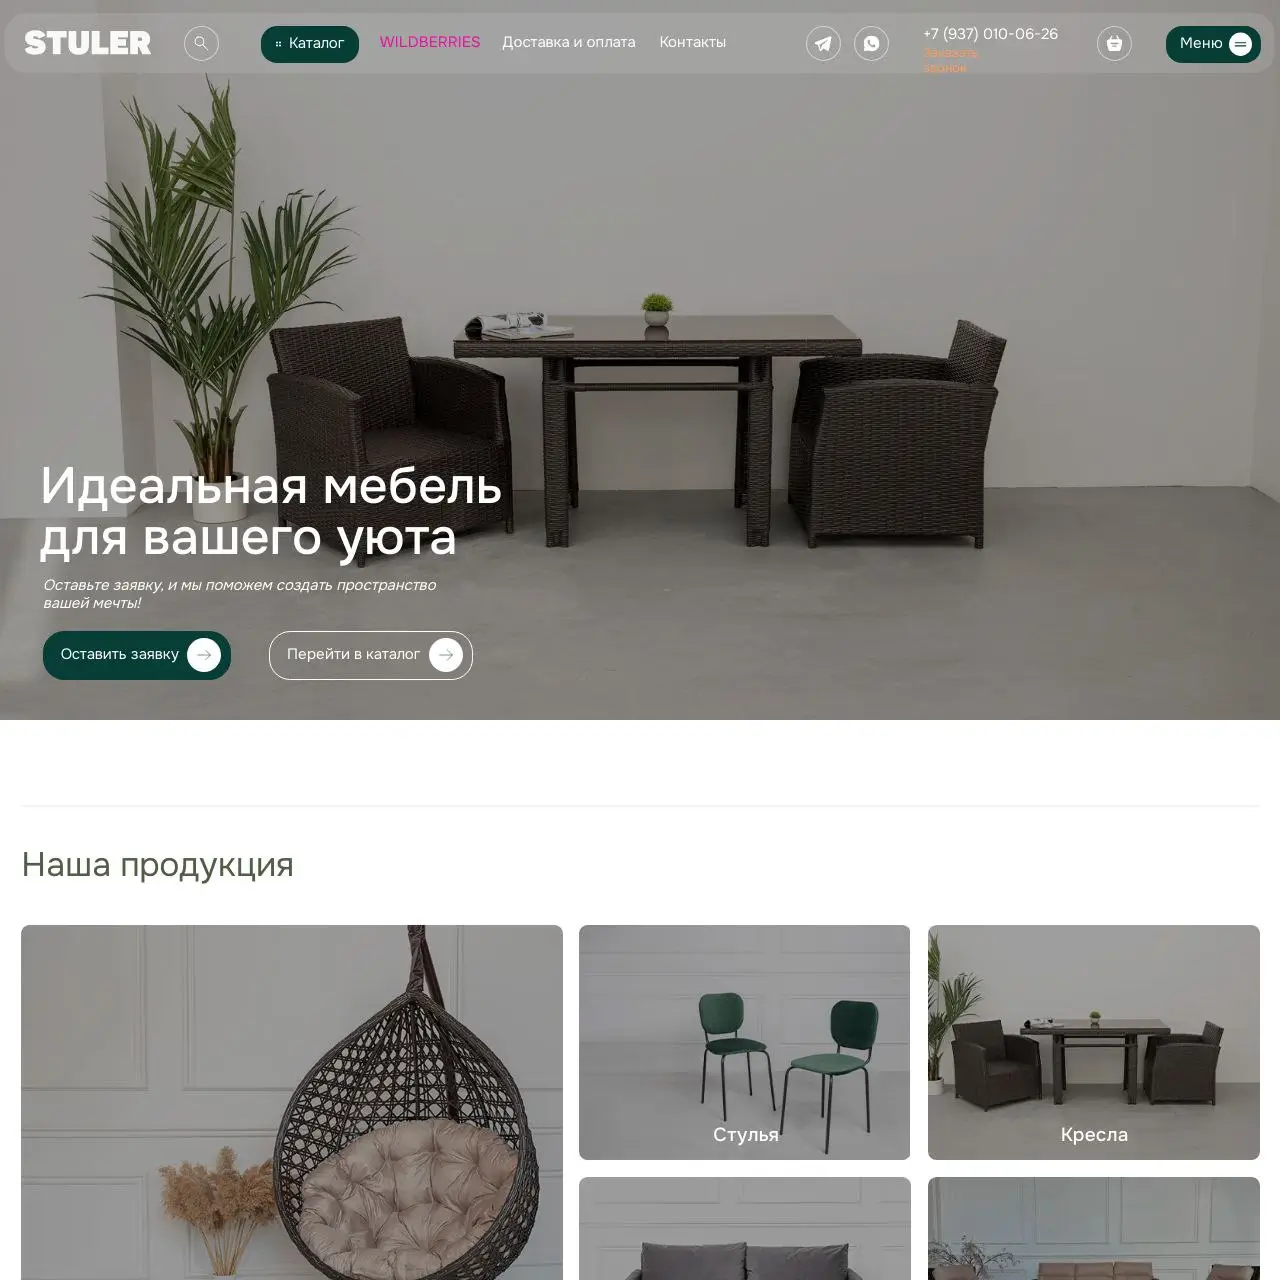 STULER
Каталог
WILDBERRIES
Доставка и оплата
Контакты
+7 (937) 010-06-26
Заказать
звонок
Меню
Идеальная мебель
для вашего уюта
Оставьте заявку, и мы поможем создать пространство
вашей мечты!
Оставить заявку
Перейти в каталог
Наша продукция
Стулья
Кресла